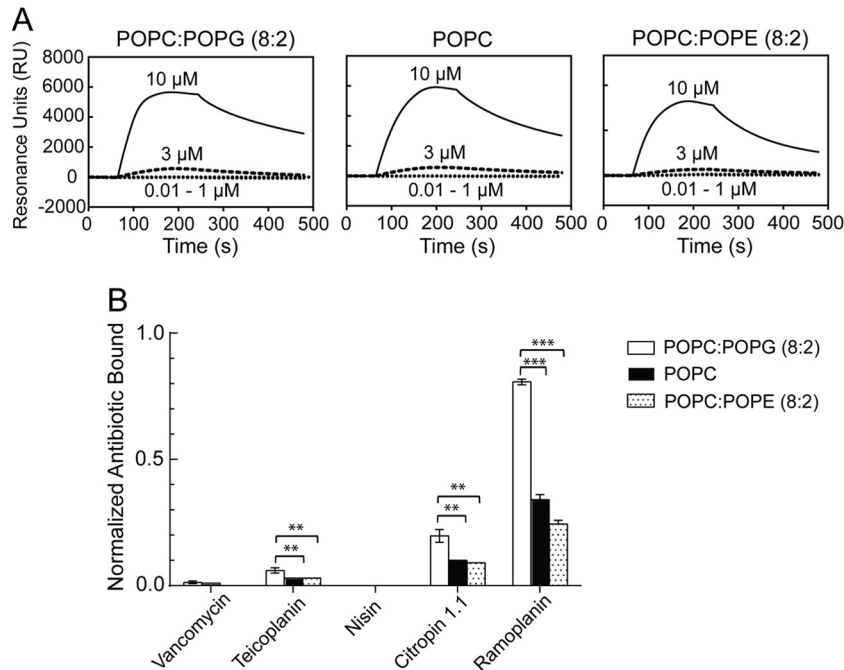 A
POPC:POPG (8:2)
POPC
POPC:POPE (8:2)
Resonance Units (RU)
8000
6000
4000
2000
0
-2000
10 µM
3 µM
0.01 - 1 µM
10 µM
3 µM
0.01 - 1 µM
10 µM
3 µM
0.01 - 1 µM
0 100 200 300 400 500
0 100 200 300 400 500
0 100 200 300 400 500
Time (s)
Time (s)
Time (s)
B
Normalized Antibiotic Bound
1.0
0.5
0.0
**
**
**
**
***
***
Vancomycin
Teicoplanin
Nisin
Citropin 1.1
Ramoplanin
POPC:POPG (8:2)
POPC
POPC:POPE (8:2)